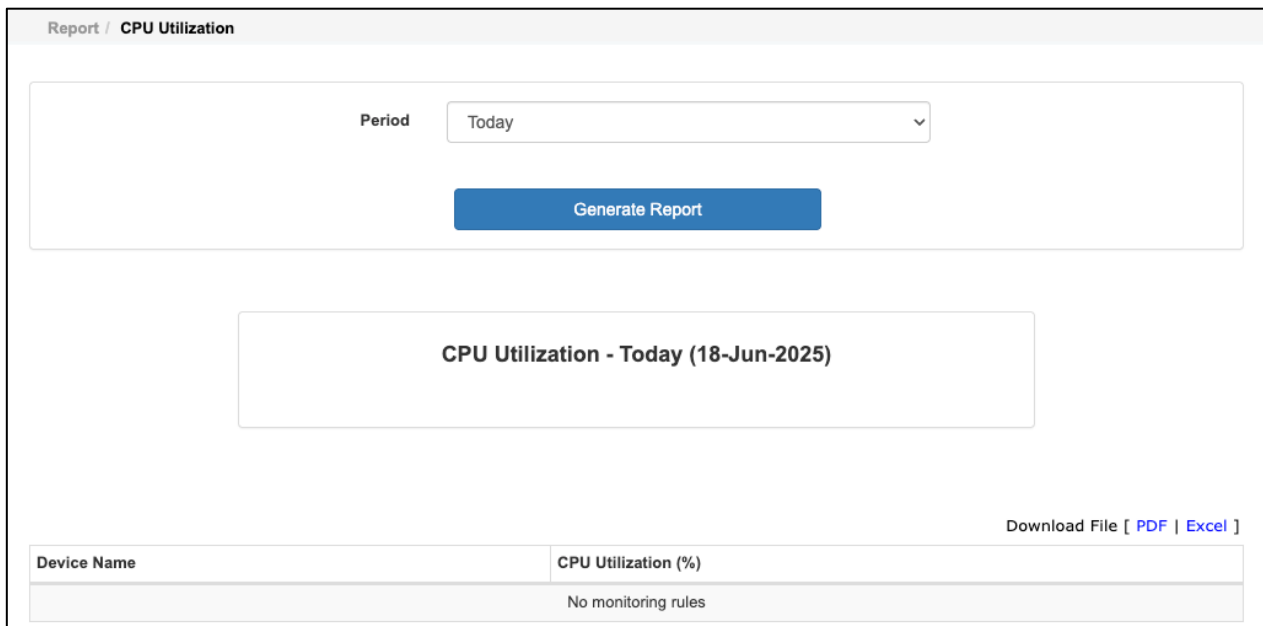 Report / CPU Utilization
Period Today
Generate Report
CPU Utilization - Today (18-Jun-2025)
Download File [ PDF | Excel ]
Device Name CPU Utilization (%)
No monitoring rules